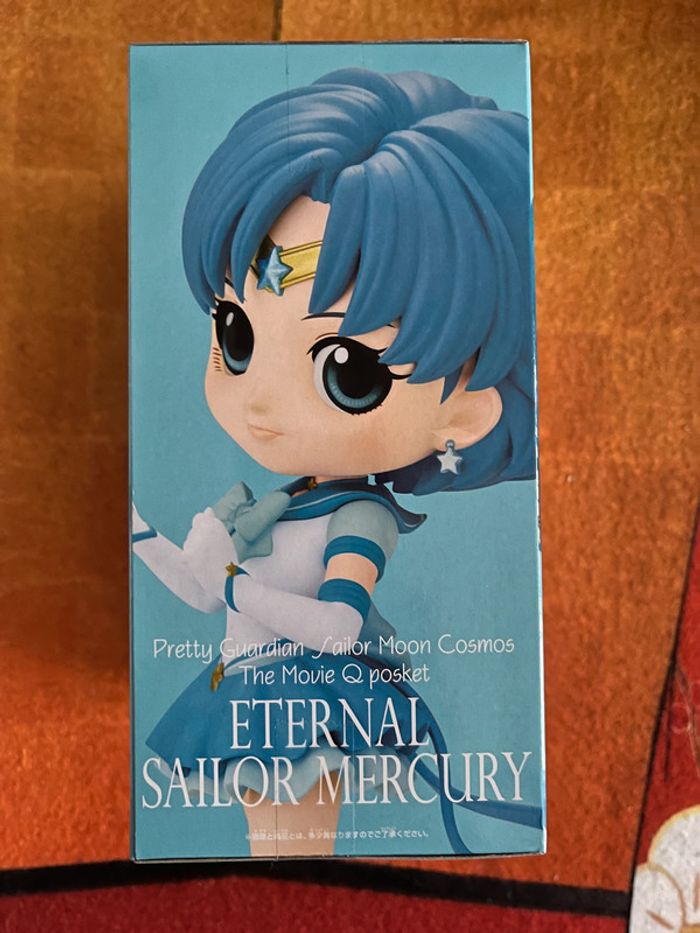 Pretty Guardian Sailor Moon Cosmos
The Movie Q posket
ETERNAL
SAILOR MERCURY
※画像と商品とは、多少異なりますのでご了承ください。